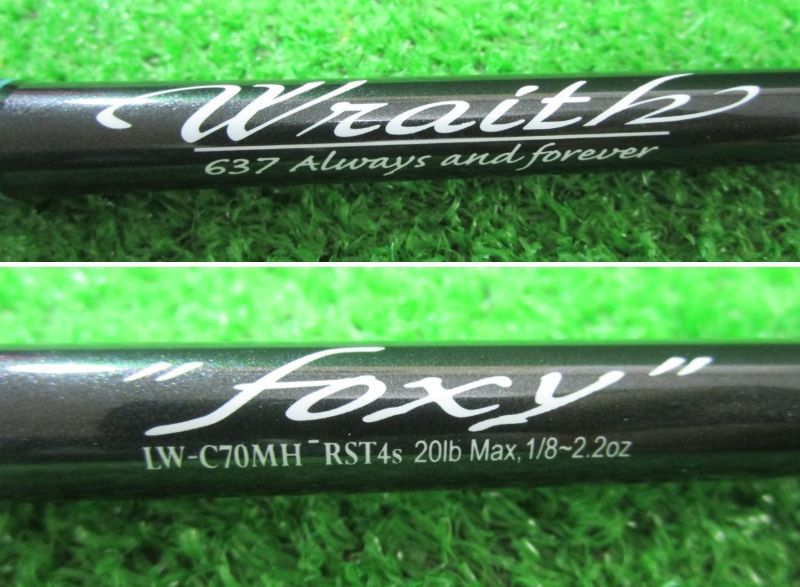 Wraith
637 Always and forever
"foxy"
LW-C70MH⁻RST4s 20lb Max, 1/8~2.2oz